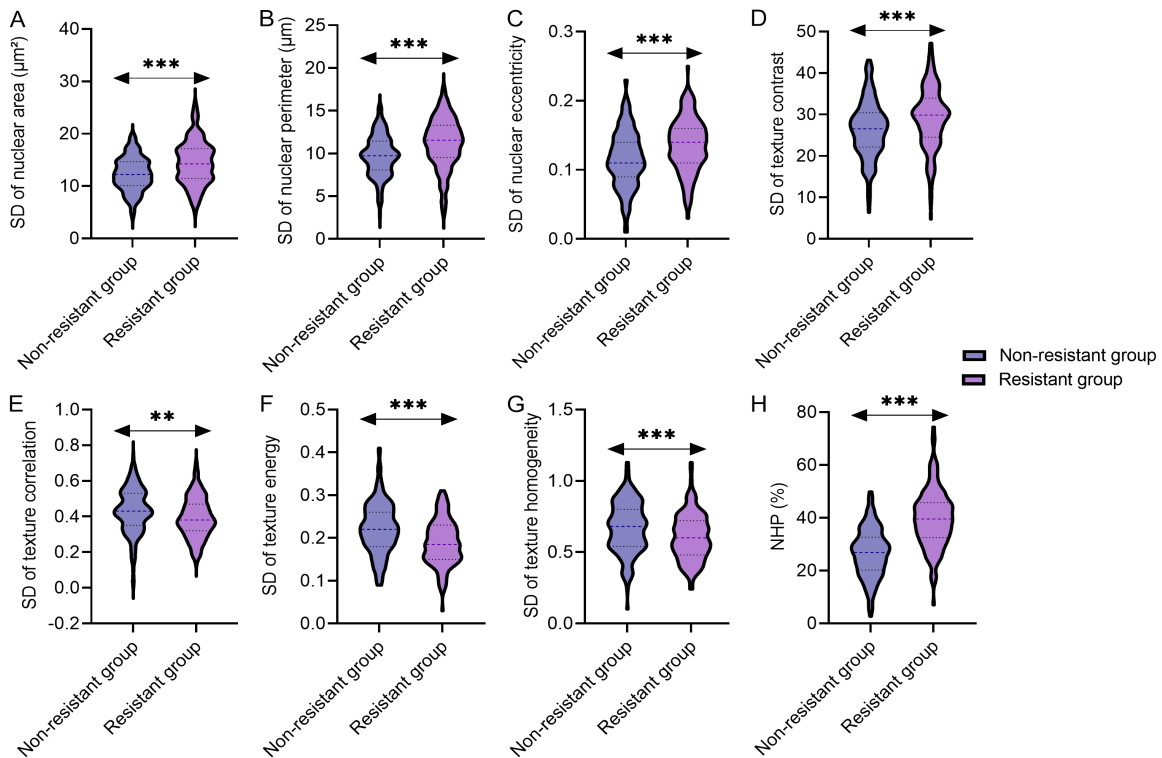 A
SD of nuclear area (μm²)
40
30
20
10
0
***
Non-resistant group
Resistant group
B
SD of nuclear perimeter (μm)
25
20
15
10
5
0
***
Non-resistant group
Resistant group
C
SD of nuclear eccentricity
0.3
0.2
0.1
0.0
***
Non-resistant group
Resistant group
D
SD of texture contrast
50
40
30
20
10
0
***
Non-resistant group
Resistant group
Non-resistant group
Resistant group
E
SD of texture correlation
1.0
0.8
0.6
0.4
0.2
0.0
-0.2
**
Non-resistant group
Resistant group
F
SD of texture energy
0.5
0.4
0.3
0.2
0.1
0.0
***
Non-resistant group
Resistant group
G
SD of texture homogeneity
1.5
1.0
0.5
0.0
***
Non-resistant group
Resistant group
H
NHP (%)
80
60
40
20
0
***
Non-resistant group
Resistant group